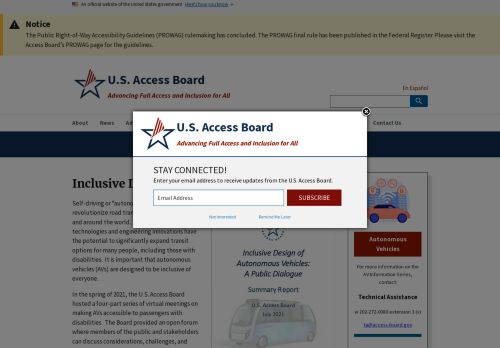 An official website of the United States government Here's how you know
Notice
The Public Right-of-Way Accessibility Guidelines (PROWAG) rulemaking has concluded. The PROWAG final rule has been published in the Federal Register. Please visit the
Access Board's PROWAG page for the guidelines.
U.S. Access Board
Advancing Full Access and Inclusion for All
En Español
About News
Contact Us
U.S. Access Board
Advancing Full Access and Inclusion for All
STAY CONNECTED!
Enter your email address to receive updates from the U.S. Access Board.
Email Address
SUBSCRIBE
Not Interested Remind Me Later
Inclusive
Self-driving or "auton
revolutionize road tran
and around the world.
technologies and engineering innovations have
the potential to significantly expand transit
options for many people, including those with
disabilities. It is important that autonomous
vehicles (AVs) are designed to be inclusive of
everyone.
In the spring of 2021, the U.S. Access Board
hosted a four-part series of virtual meetings on
making AVs accessible to passengers with
disabilities. The Board provided an open forum
where members of the public and stakeholders
can discuss considerations, challenges, and
Inclusive Design of
Autonomous Vehicles:
A Public Dialogue
Summary Report
U.S. Access Board
July 2021
Autonomous
Vehicles
For more information on the
AV Information Series,
contact:
Technical Assistance
(v) 202-272-0080 extension 3 (v)
ta@access-board.gov